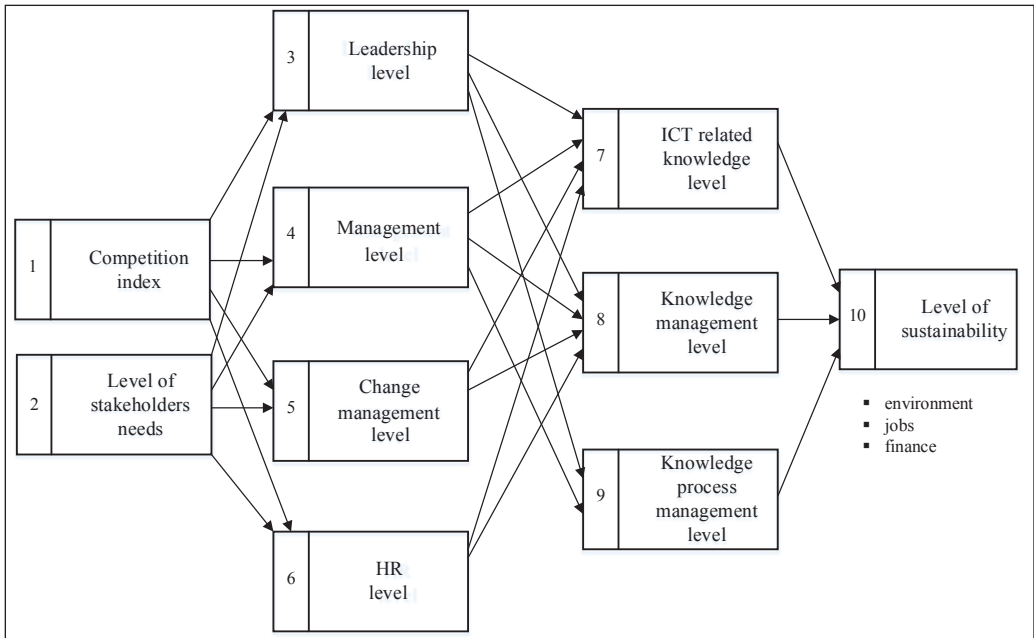 1
Competition
index
2
Level of
stakeholders
needs
3
Leadership
level
4
Management
level
5
Change
management
level
6
HR
level
7
ICT related
knowledge
level
8
Knowledge
management
level
9
Knowledge
process
management
level
10
Level of
sustainability
▪ environment
▪ jobs
▪ finance